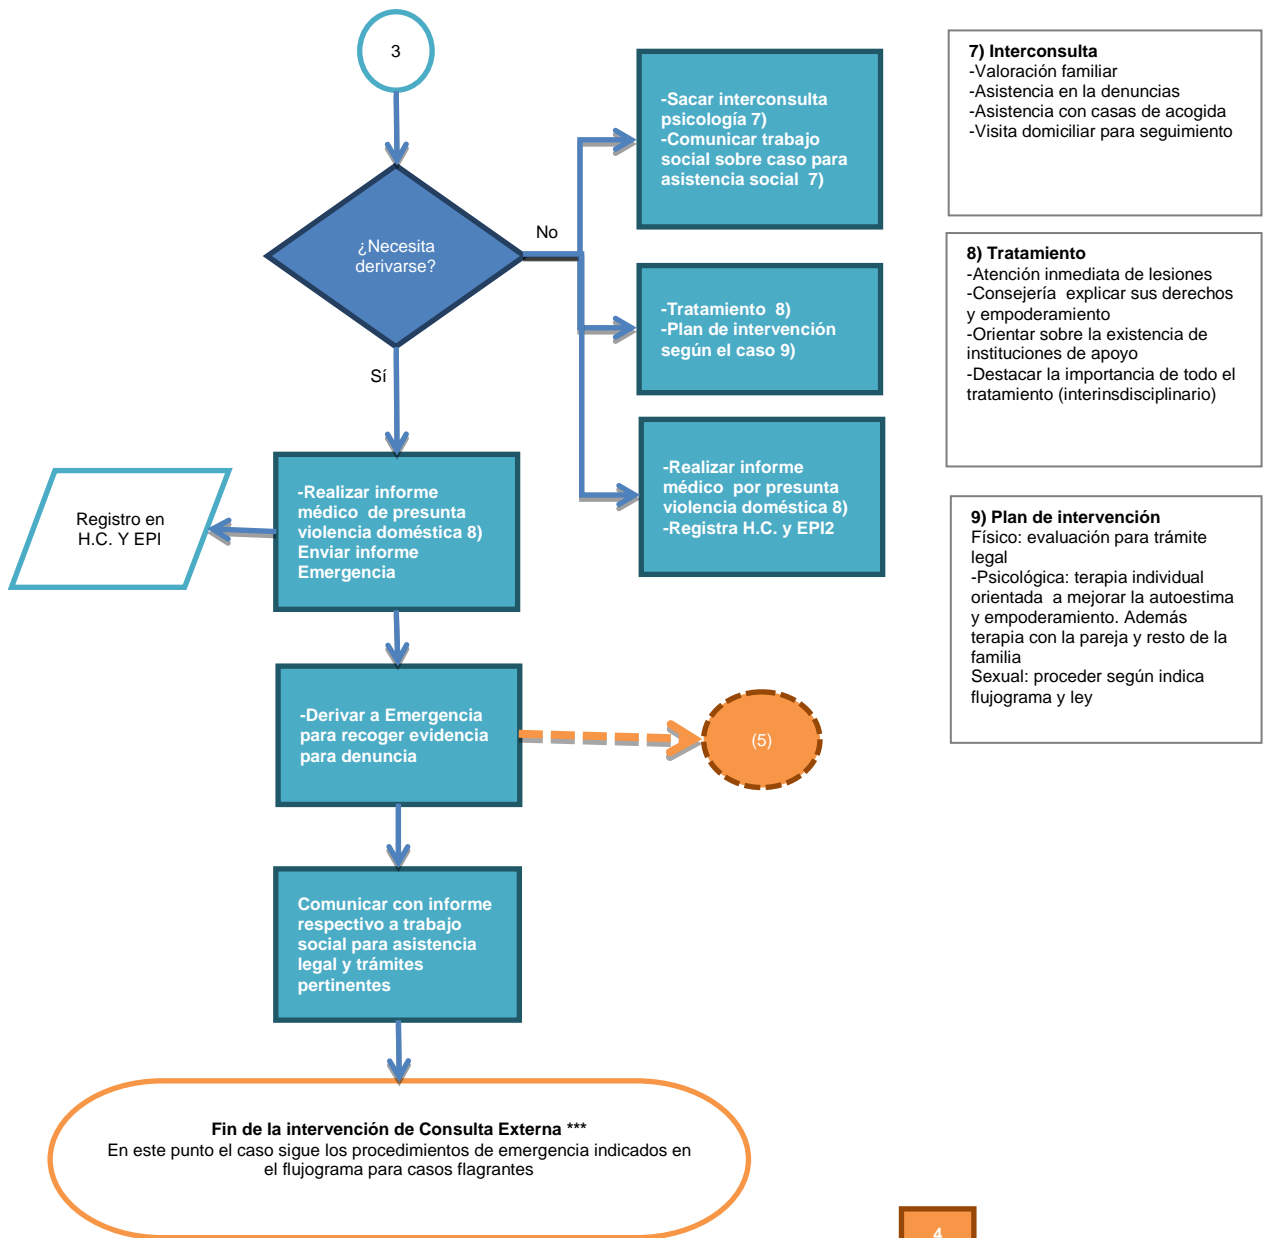 3
-Sacar interconsulta
psicología 7)
-Comunicar trabajo
social sobre caso para
asistencia social  7)
7) Interconsulta
-Valoración familiar
-Asistencia en la denuncias
-Asistencia con casas de acogida
-Visita domiciliar para seguimiento
¿Necesita
derivarse?
No
Sí
-Tratamiento  8)
-Plan de intervención
según el caso 9)
8) Tratamiento
-Atención inmediata de lesiones
-Consejería  explicar sus derechos
y empoderamiento
-Orientar sobre la existencia de
instituciones de apoyo
-Destacar la importancia de todo el
tratamiento (interinsdisciplinario)
-Realizar informe
médico  por presunta
violencia doméstica 8)
-Registra H.C. y EPI2
Registro en
H.C. Y EPI
-Realizar informe
médico  de presunta
violencia doméstica 8)
Enviar informe
Emergencia
9) Plan de intervención
Físico: evaluación para trámite
legal
-Psicológica: terapia individual
orientada  a mejorar la autoestima
y empoderamiento. Además
terapia con la pareja y resto de la
familia
Sexual: proceder según indica
flujograma y ley
-Derivar a Emergencia
para recoger evidencia
para denuncia
(5)
Comunicar con informe
respectivo a trabajo
social para asistencia
legal y trámites
pertinentes
Fin de la intervención de Consulta Externa ***
En este punto el caso sigue los procedimientos de emergencia indicados en
el flujograma para casos flagrantes
4